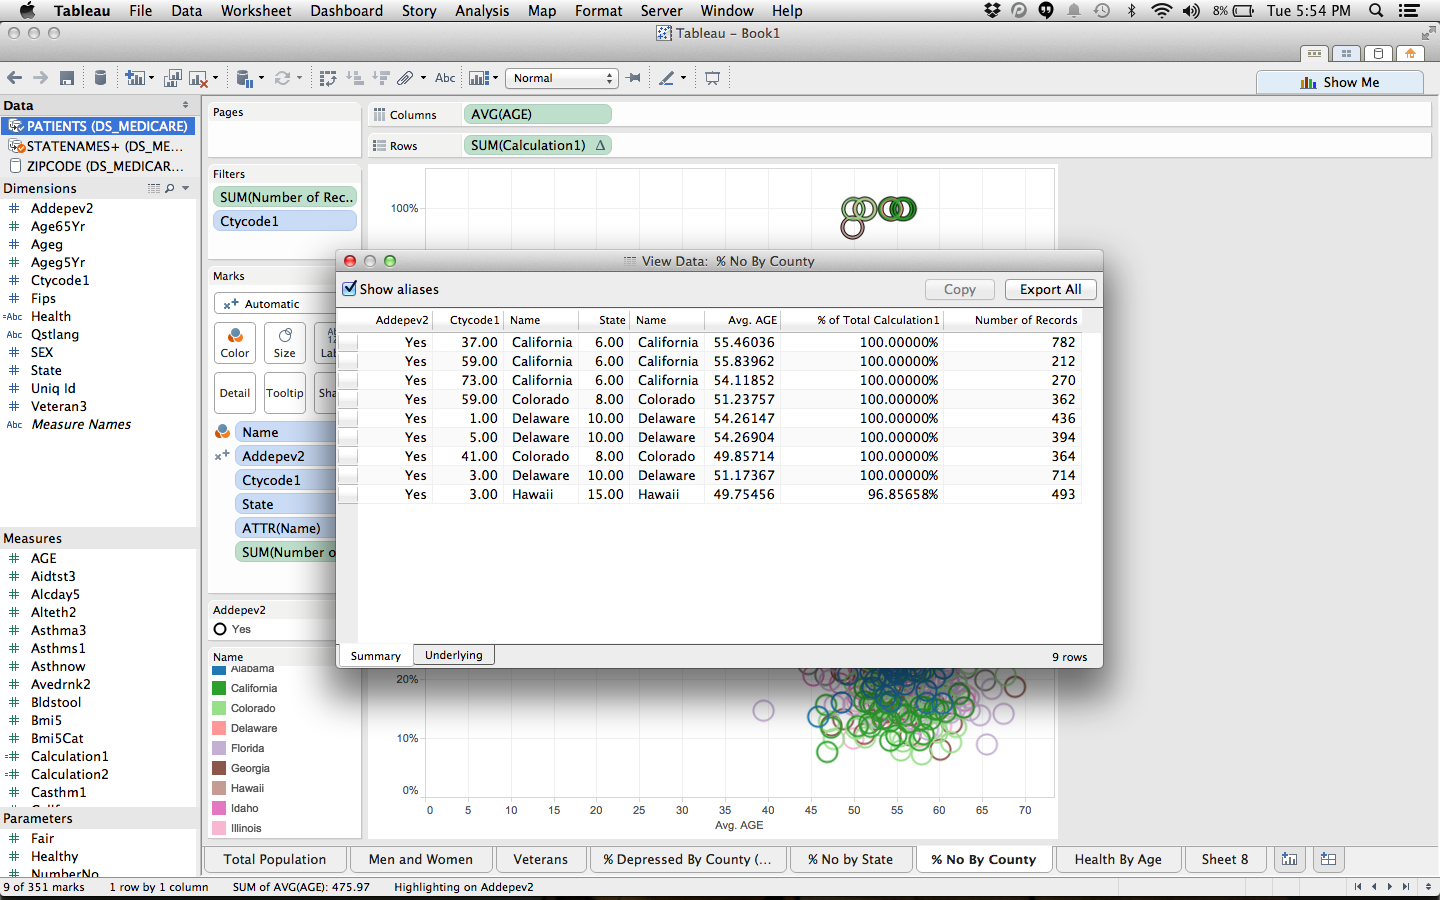 Tableau File Data Worksheet Dashboard Story Analysis Map Format Server Window Help 8% Tue 5:54 PM
Tableau - Book1
Abc Normal Show Me
Data
PATIENTS (DS_MEDICARE)
STATENAMES+ (DS_ME...
ZIPCODE (DS_MEDICAR...
Dimensions
Addepev2
Age65Yr
Ageg
Ageg5Yr
Ctycode1
Fips
=Abc Health
Abc Qstlang
SEX
State
Uniq Id
Veteran3
Abc Measure Names
Measures
AGE
Aidtst3
Alcday5
Alteth2
Asthma3
Asthms1
Asthnow
Avedrnk2
Bldstool
Bmi5
Bmi5Cat
Calculation1
Calculation2
Casthm1
Parameters
Fair
Healthy
NumberNo
Pages
Filters
SUM(Number of Rec..
Ctycode1
Marks
Automatic
Color Size
Detail Tooltip Sha
Name
Addepev2
Ctycode1
State
ATTR(Name)
SUM(Number o
Addepev2
Yes
Name
Alabama
California
Colorado
Delaware
Florida
Georgia
Hawaii
Idaho
Illinois
Columns AVG(AGE)
Rows SUM(Calculation1) Δ
100%
View Data: % No By County
Show aliases Copy Export All
Addepev2 Ctycode1 Name State Name Avg. AGE % of Total Calculation1 Number of Records
Yes 37.00 California 6.00 California 55.46036 100.00000% 782
Yes 59.00 California 6.00 California 55.83962 100.00000% 212
Yes 73.00 California 6.00 California 54.11852 100.00000% 270
Yes 59.00 Colorado 8.00 Colorado 51.23757 100.00000% 362
Yes 1.00 Delaware 10.00 Delaware 54.26147 100.00000% 436
Yes 5.00 Delaware 10.00 Delaware 54.26904 100.00000% 394
Yes 41.00 Colorado 8.00 Colorado 49.85714 100.00000% 364
Yes 3.00 Delaware 10.00 Delaware 51.17367 100.00000% 714
Yes 3.00 Hawaii 15.00 Hawaii 49.75456 96.85658% 493
Summary Underlying 9 rows
20%
10%
0%
0 5 10 15 20 25 30 35 40 45 50 55 60 65 70
Avg. AGE
Total Population Men and Women Veterans % Depressed By County (... % No by State % No By County Health By Age Sheet 8
9 of 351 marks 1 row by 1 column SUM of AVG(AGE): 475.97 Highlighting on Addepev2